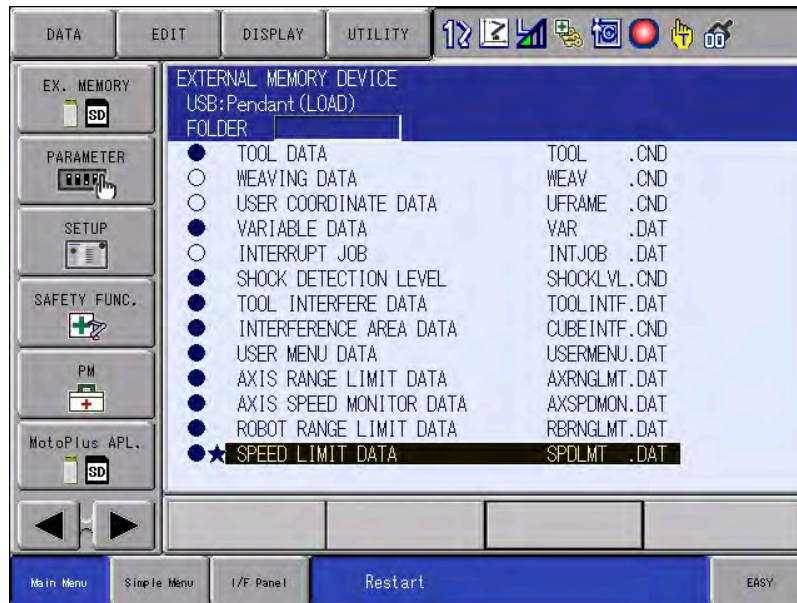 DATA EDIT DISPLAY UTILITY
EX. MEMORY
SD
PARAMETER
SETUP
SAFETY FUNC.
PM
MotoPlus APL.
SD
EXTERNAL MEMORY DEVICE
USB:Pendant(LOAD)
FOLDER
TOOL DATA TOOL .CND
WEAVING DATA WEAV .CND
USER COORDINATE DATA UFRAME .CND
VARIABLE DATA VAR .DAT
INTERRUPT JOB INTJOB .DAT
SHOCK DETECTION LEVEL SHOCKLVL.CND
TOOL INTERFERE DATA TOOLINTF.DAT
INTERFERENCE AREA DATA CUBEINTF.CND
USER MENU DATA USERMENU.DAT
AXIS RANGE LIMIT DATA AXRNGLMT.DAT
AXIS SPEED MONITOR DATA AXSPDMON.DAT
ROBOT RANGE LIMIT DATA RBRNGLMT.DAT
★ SPEED LIMIT DATA SPDLMT .DAT
Main Menu Simple Menu I/F Panel Restart EASY